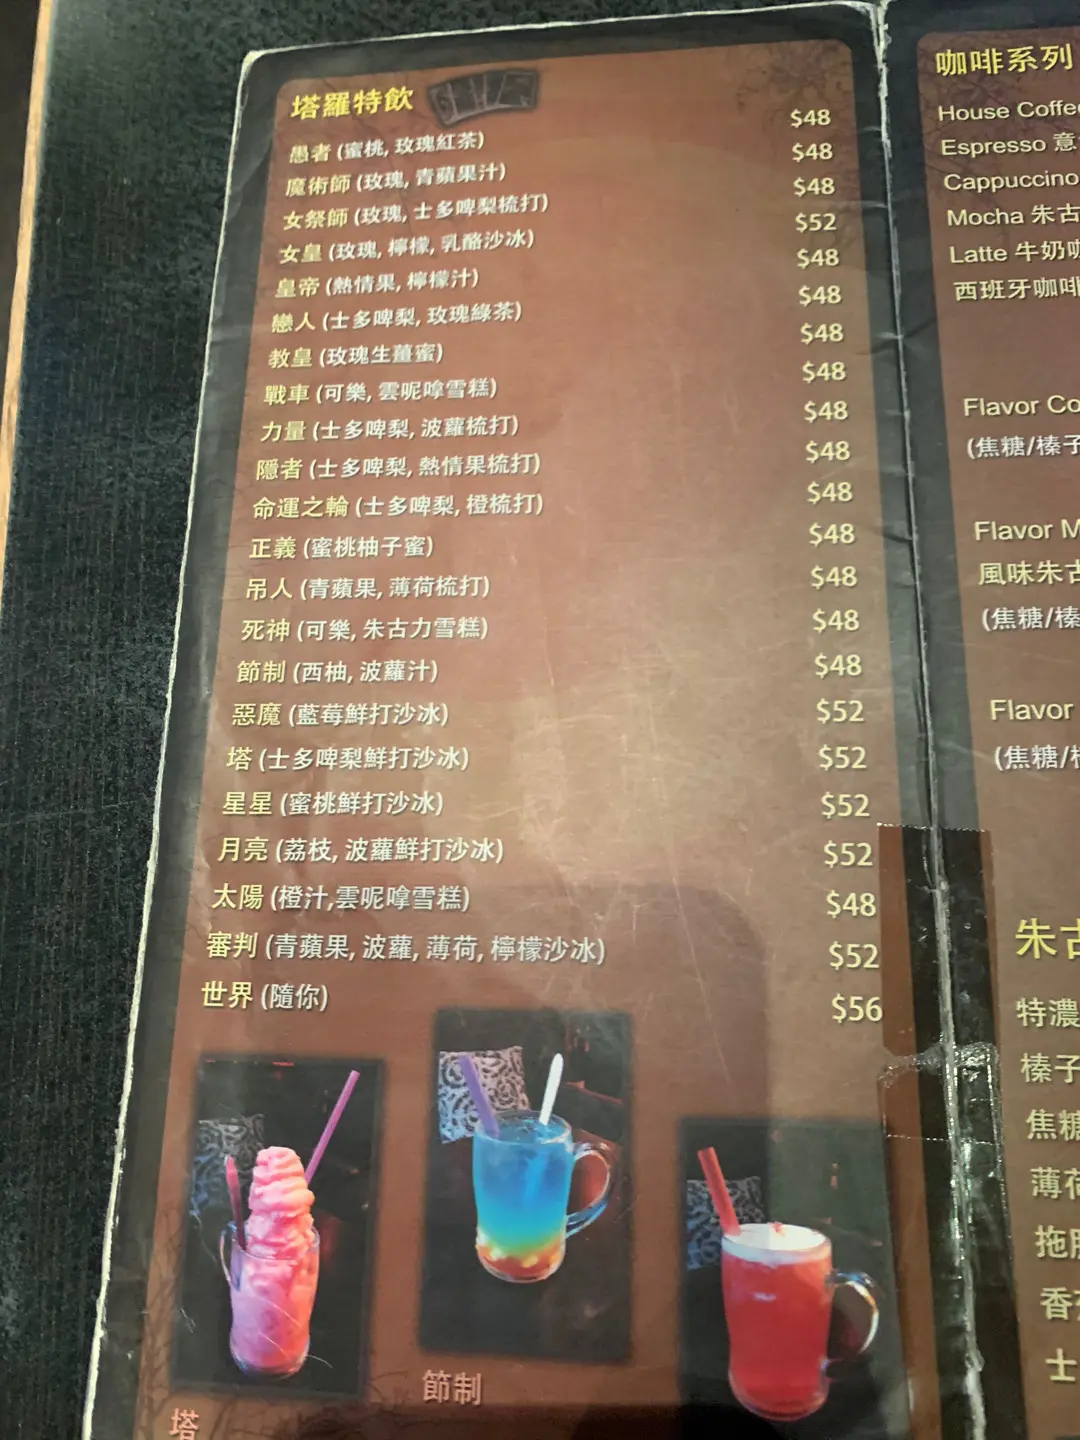 塔羅特飲
愚者 (蜜桃, 玫瑰紅茶) $48
魔術師 (玫瑰, 青蘋果汁) $48
女祭師 (玫瑰, 士多啤梨梳打) $48
女皇 (玫瑰, 檸檬, 乳酪沙冰) $52
皇帝 (熱情果, 檸檬汁) $48
戀人 (士多啤梨, 玫瑰綠茶) $48
教皇 (玫瑰生薑蜜) $48
戰車 (可樂, 雲呢嗱雪糕) $48
力量 (士多啤梨, 波蘿梳打) $48
隱者 (士多啤梨, 熱情果梳打) $48
命運之輪 (士多啤梨, 橙梳打) $48
正義 (蜜桃柚子蜜) $48
吊人 (青蘋果, 薄荷梳打) $48
死神 (可樂, 朱古力雪糕) $48
節制 (西柚, 波蘿汁) $48
惡魔 (藍莓鮮打沙冰) $52
塔 (士多啤梨鮮打沙冰) $52
星星 (蜜桃鮮打沙冰) $52
月亮 (荔枝, 波蘿鮮打沙冰) $52
太陽 (橙汁,雲呢嗱雪糕) $48
審判 (青蘋果, 波蘿, 薄荷, 檸檬沙冰) $52
世界 (隨你) $56
塔
節制
咖啡系列
House Coffee
Espresso 意
Cappuccino
Mocha 朱古
Latte 牛奶咖
西班牙咖啡
Flavor Co
(焦糖/榛子
Flavor M
風味朱古
(焦糖/榛
Flavor
(焦糖/
朱古
特濃
榛子
焦糖
薄荷
拖肥
香
士